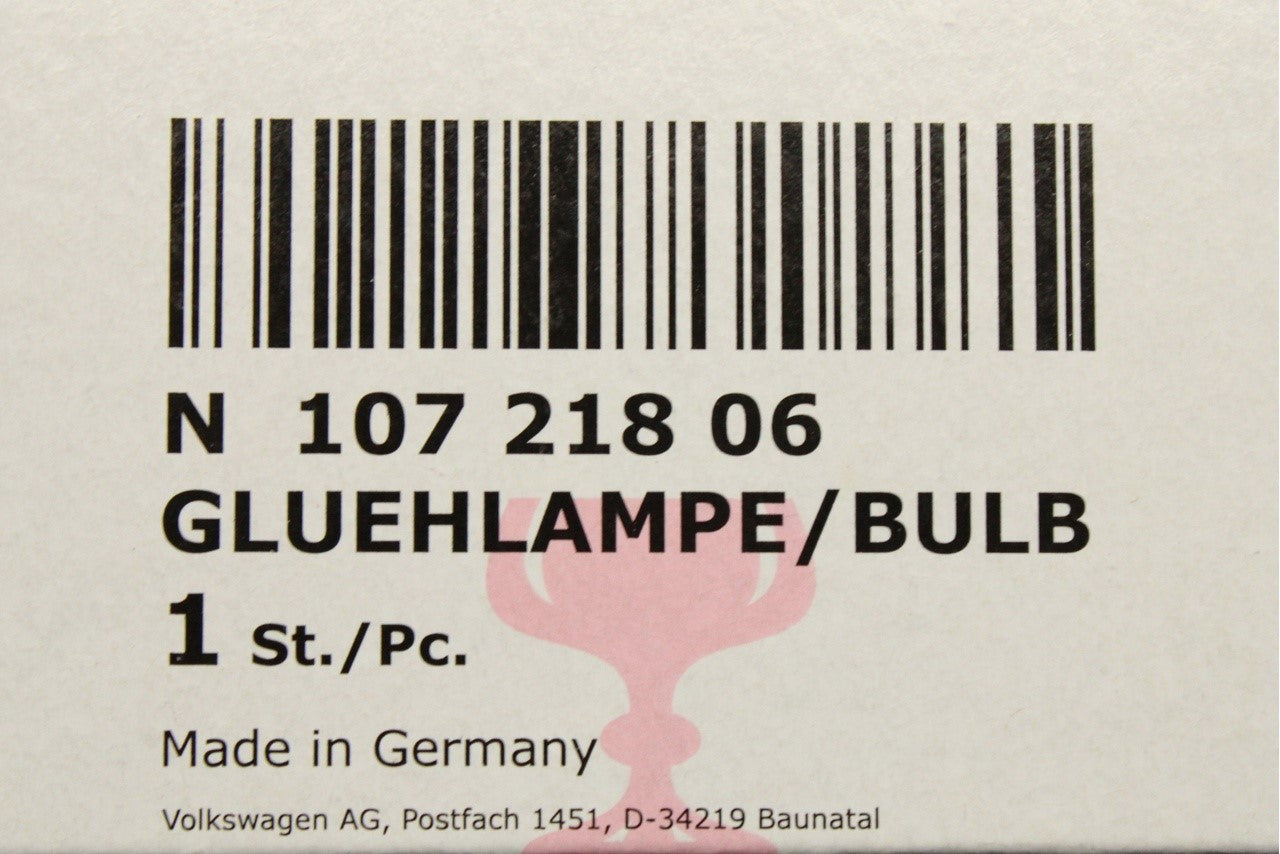 N 107 218 06
GLUEHLAMPE/BULB
1 St./Pc.
Made in Germany
Volkswagen AG, Postfach 1451, D-34219 Baunatal